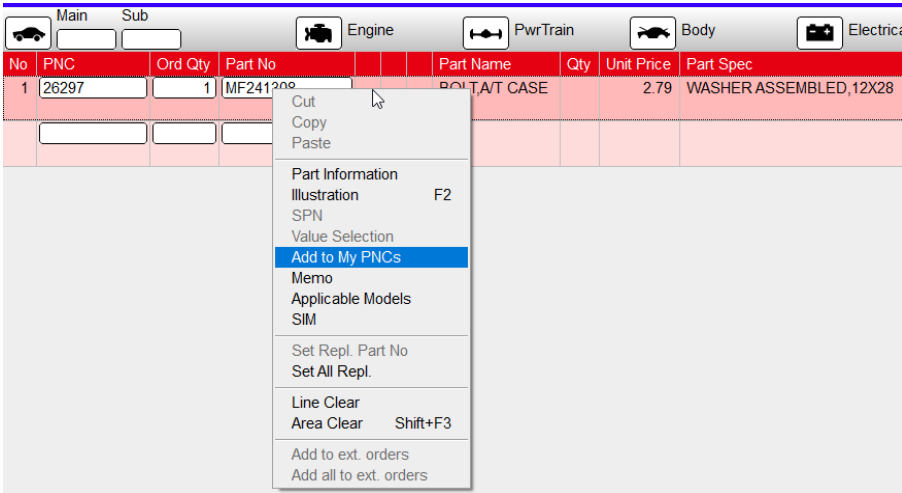 Main Sub
Engine PwrTrain Body Electrica
No PNC Ord Qty Part No Part Name Qty Unit Price Part Spec
1 26297 1 MF241308 BOLT,A/T CASE 2.79 WASHER ASSEMBLED,12X28
Cut
Copy
Paste
Part Information
Illustration F2
SPN
Value Selection
Add to My PNCs
Memo
Applicable Models
SIM
Set Repl. Part No
Set All Repl.
Line Clear
Area Clear Shift+F3
Add to ext. orders
Add all to ext. orders